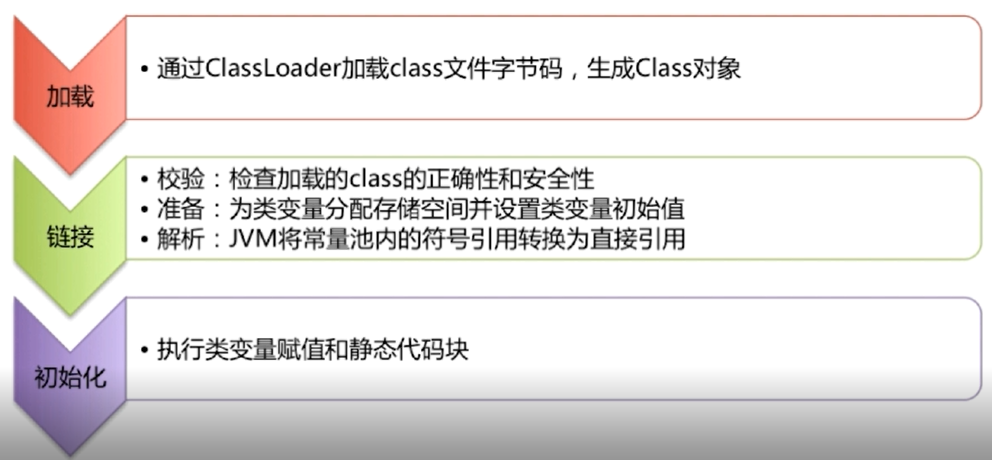 加载
• 通过ClassLoader加载class文件字节码，生成Class对象
链接
• 校验：检查加载的class的正确性和安全性
• 准备：为类变量分配存储空间并设置类变量初始值
• 解析：JVM将常量池内的符号引用转换为直接引用
初始化
• 执行类变量赋值和静态代码块